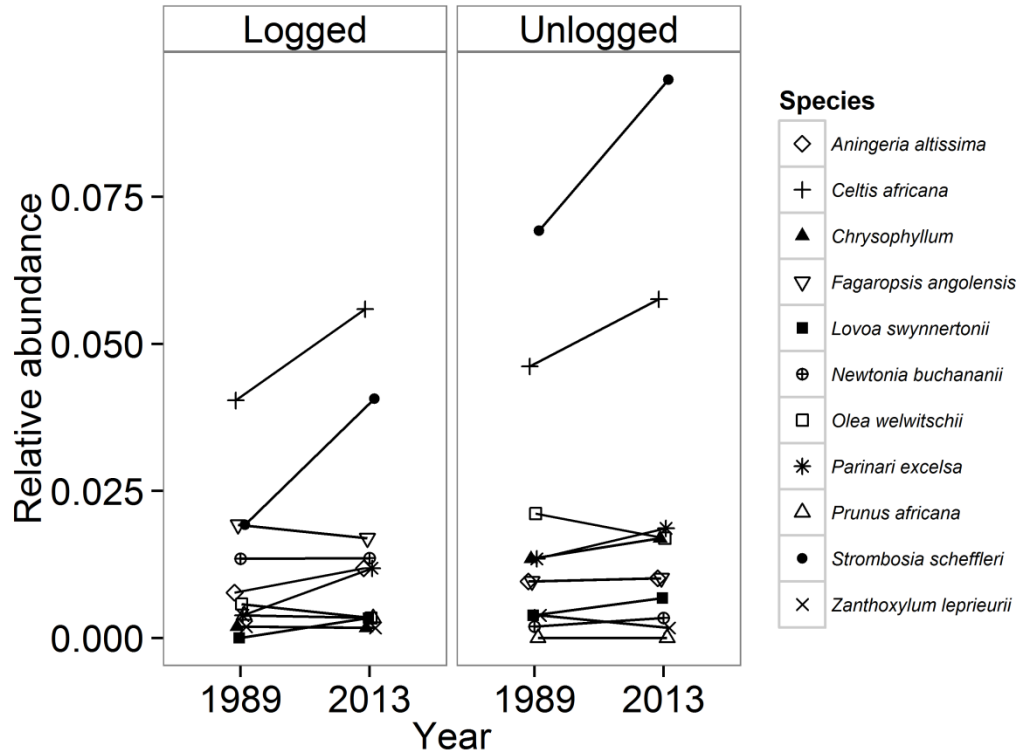 Logged
Unlogged
Relative abundance
0.075
0.050
0.025
0.000
1989
2013
1989
2013
Year
Species
Aningeria altissima
Celtis africana
Chrysophyllum
Fagaropsis angolensis
Lovoa swynnertonii
Newtonia buchananii
Olea welwitschii
Parinari excelsa
Prunus africana
Strombosia scheffleri
Zanthoxylum leprieurii